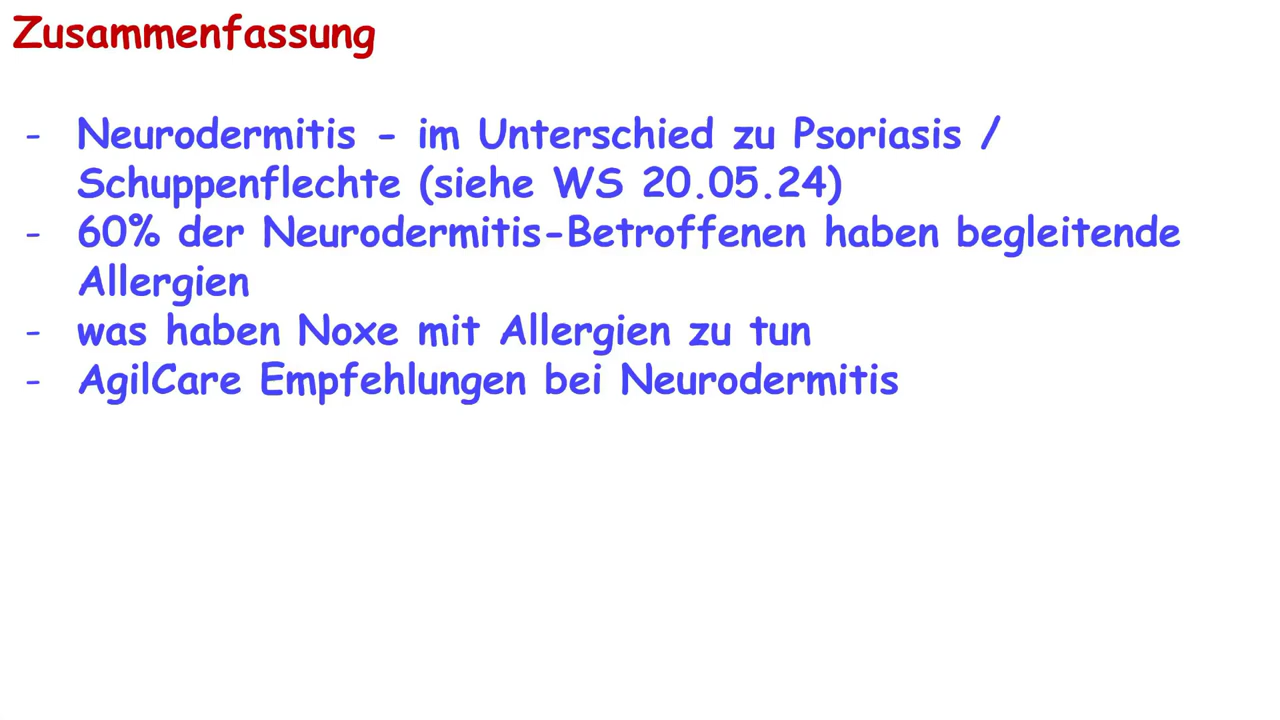 Zusammenfassung
- Neurodermitis - im Unterschied zu Psoriasis /
Schuppenflechte (siehe WS 20.05.24)
- 60% der Neurodermitis-Betroffenen haben begleitende
Allergien
- was haben Noxe mit Allergien zu tun
- AgilCare Empfehlungen bei Neurodermitis